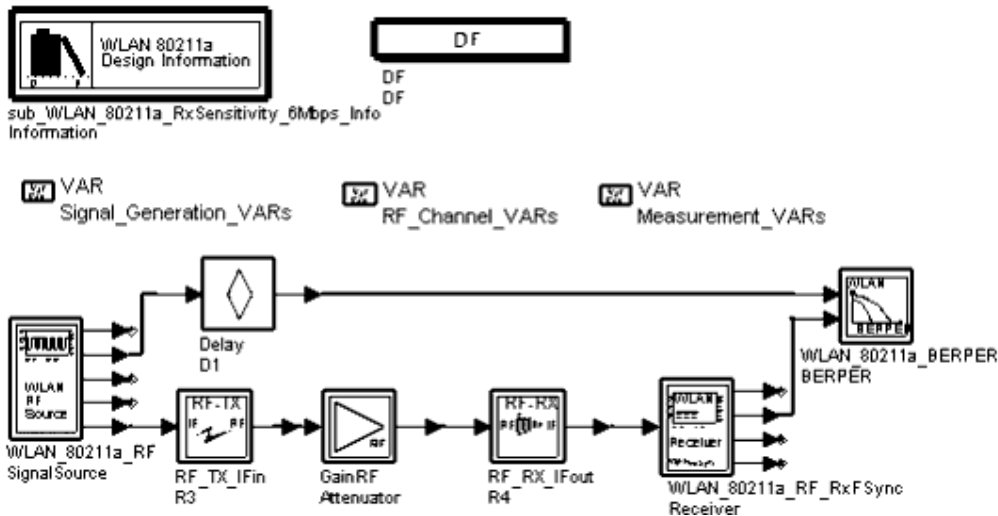 WLAN 80211a
Design Information
sub_WLAN_80211a_RxSensitivity_6Mbps_Info
Information
DF
DF
DF
VAR
Signal_Generation_VARs
VAR
RF_Channel_VARs
VAR
Measurement_VARs
Delay
D1
WLAN
BERPER
WLAN_80211a_BERPER
BERPER
WLAN
RF
Source
WLAN_80211a_RF
SignalSource
RF-TX
IF RF
RF_TX_IFin
R3
RF
GainRF
Attenuator
RF-RX
RF IF
RF_RX_IFout
R4
WLAN
Receiver
WLAN_80211a_RF_RxFSync
Receiver